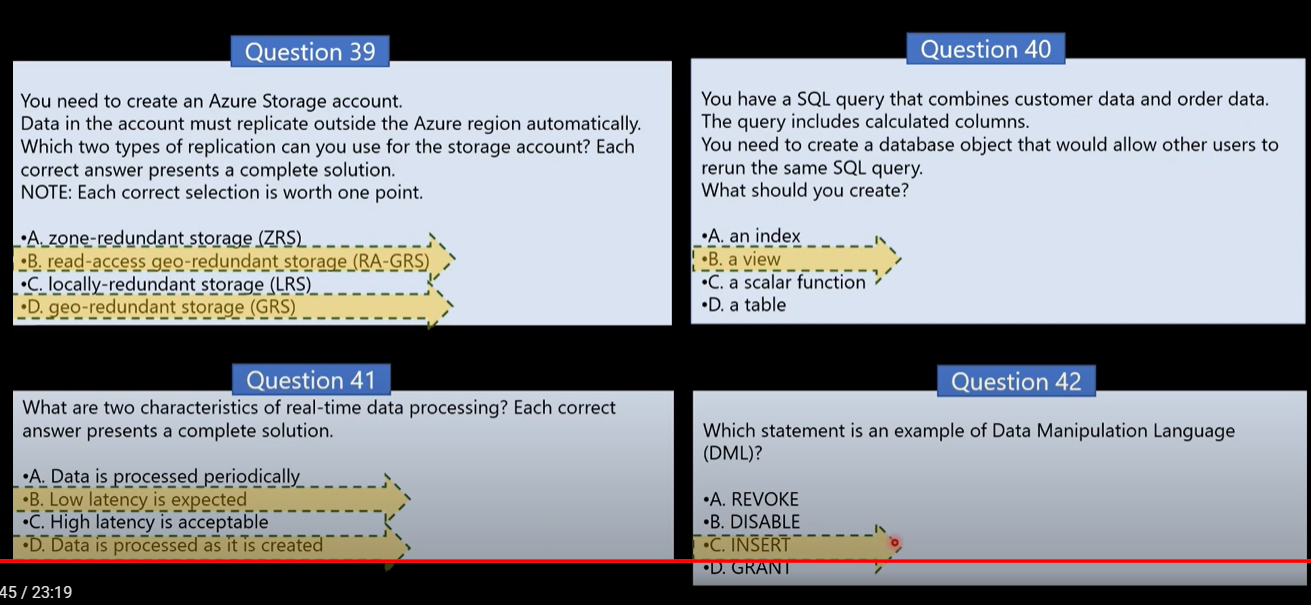 Question 39
You need to create an Azure Storage account.
Data in the account must replicate outside the Azure region automatically.
Which two types of replication can you use for the storage account? Each
correct answer presents a complete solution.
NOTE: Each correct selection is worth one point.
•A. zone-redundant storage (ZRS)
•B. read-access geo-redundant storage (RA-GRS)
•C. locally-redundant storage (LRS)
•D. geo-redundant storage (GRS)
Question 40
You have a SQL query that combines customer data and order data.
The query includes calculated columns.
You need to create a database object that would allow other users to
rerun the same SQL query.
What should you create?
•A. an index
•B. a view
•C. a scalar function
•D. a table
Question 41
What are two characteristics of real-time data processing? Each correct
answer presents a complete solution.
•A. Data is processed periodically
•B. Low latency is expected
•C. High latency is acceptable
•D. Data is processed as it is created
Question 42
Which statement is an example of Data Manipulation Language
(DML)?
•A. REVOKE
•B. DISABLE
•C. INSERT
•D. GRANT
45 / 23:19